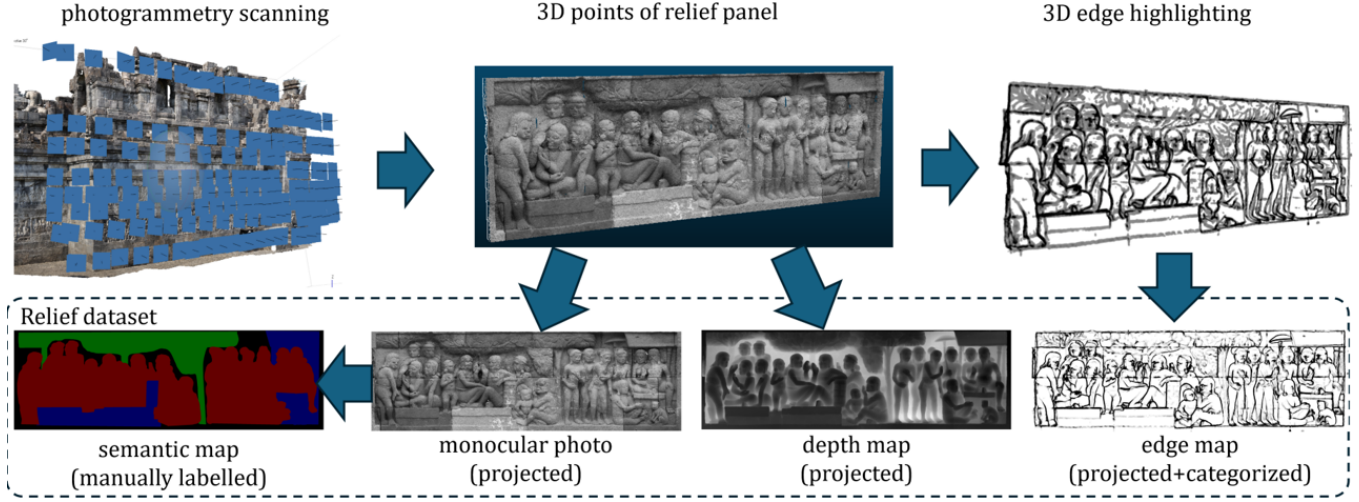 photogrammetry scanning
3D points of relief panel
3D edge highlighting
Relief dataset
semantic map
(manually labelled)
monocular photo
(projected)
depth map
(projected)
edge map
(projected+categorized)